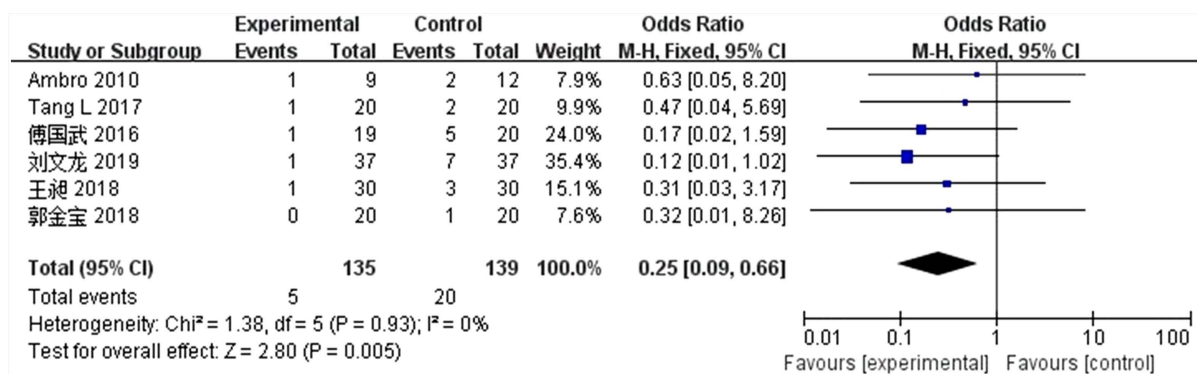 Experimental Control Odds Ratio Odds Ratio
Study or Subgroup Events Total Events Total Weight M-H, Fixed, 95% CI M-H, Fixed, 95% CI
Ambro 2010 1 9 2 12 7.9% 0.63 [0.05, 8.20]
Tang L 2017 1 20 2 20 9.9% 0.47 [0.04, 5.69]
傅国武 2016 1 19 5 20 24.0% 0.17 [0.02, 1.59]
刘文龙 2019 1 37 7 37 35.4% 0.12 [0.01, 1.02]
王昶 2018 1 30 3 30 15.1% 0.31 [0.03, 3.17]
郭金宝 2018 0 20 1 20 7.6% 0.32 [0.01, 8.26]
Total (95% CI) 135 139 100.0% 0.25 [0.09, 0.66]
Total events 5 20
Heterogeneity: Chi² = 1.38, df = 5 (P = 0.93); I² = 0%
Test for overall effect: Z = 2.80 (P = 0.005)
0.01 0.1 1 10 100
Favours [experimental] Favours [control]